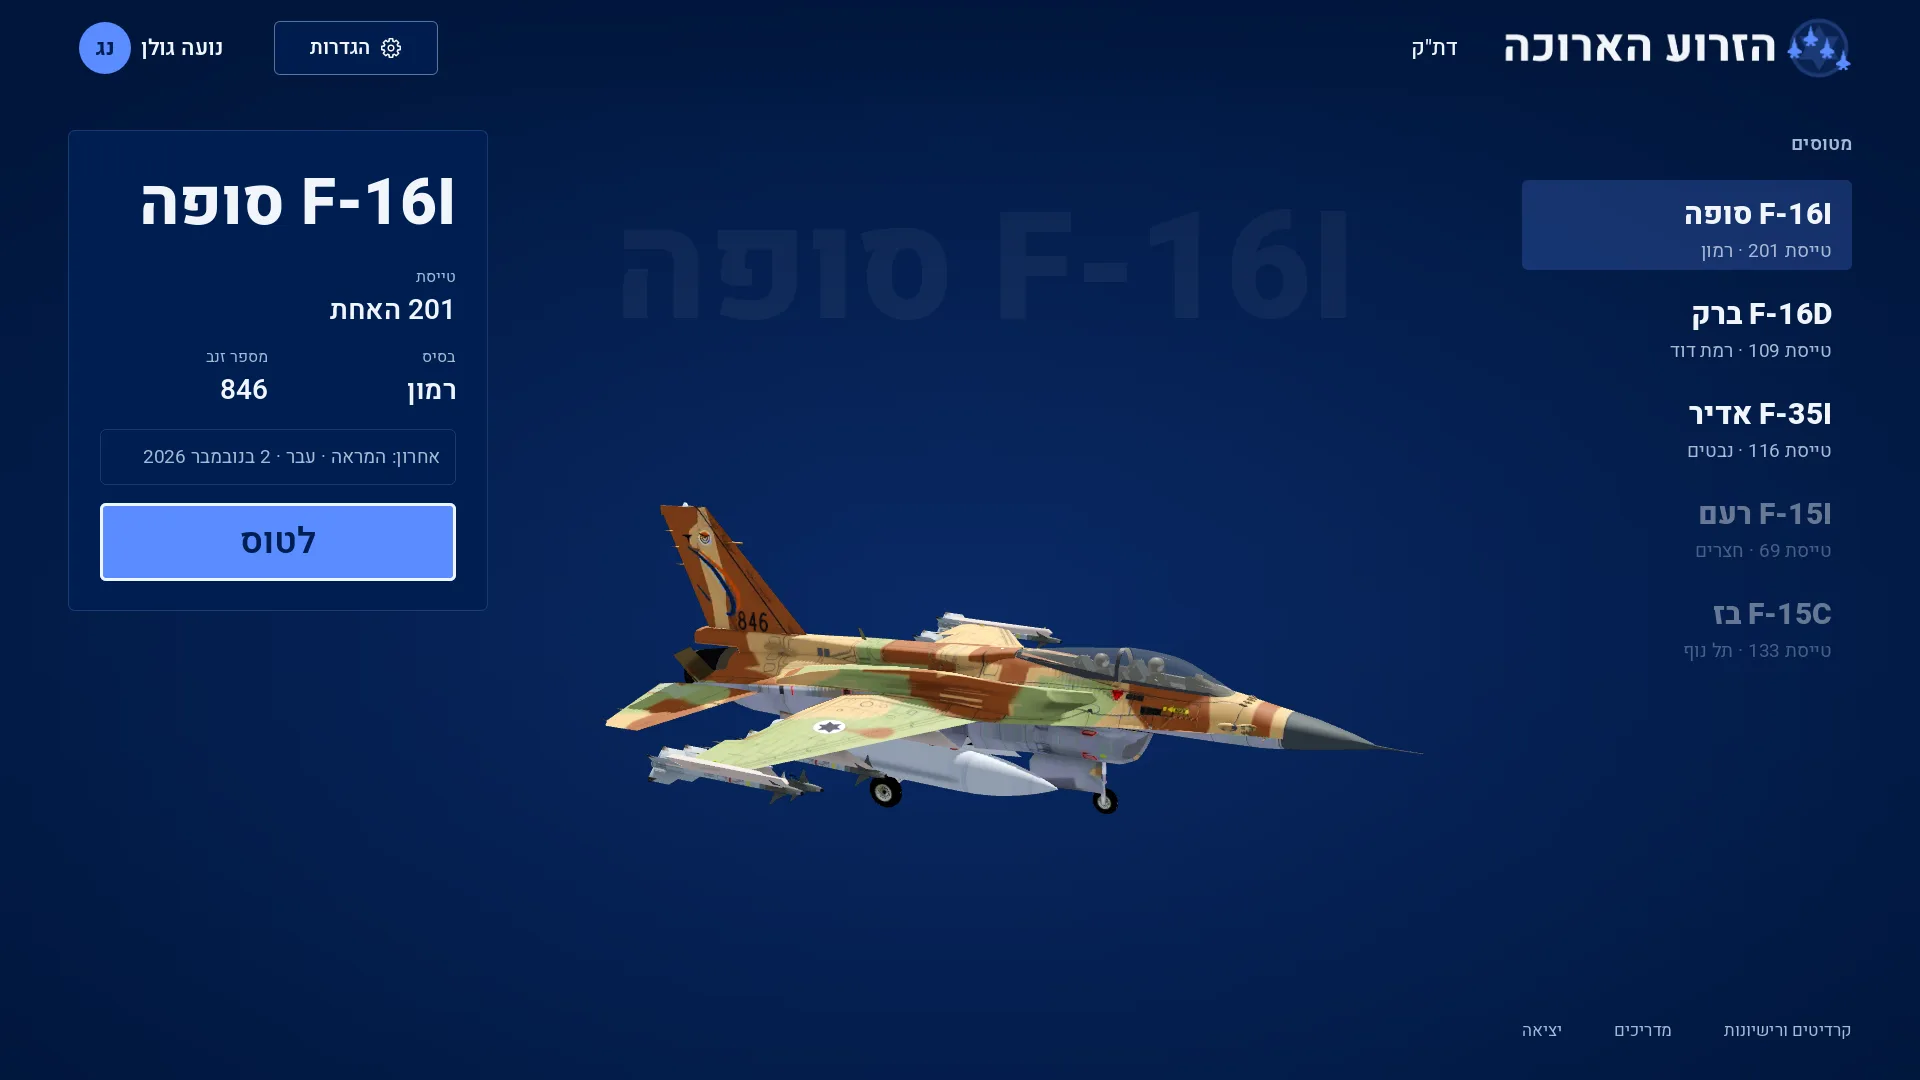 הזרוע הארוכה
דת"ק
הגדרות
נועה גולן
נג
מטוסים
F-16I סופה
טייסת 201 · רמון
F-16D ברק
טייסת 109 · רמת דוד
F-35I אדיר
טייסת 116 · נבטים
F-15I רעם
טייסת 69 · חצרים
F-15C בז
טייסת 133 · תל נוף
F-16I סופה
846
F-16I סופה
טייסת
201 האחת
בסיס
רמון
מספר זנב
846
אחרון: המראה · עבר · 2 בנובמבר 2026
לטוס
קרדיטים ורישיונות
מדריכים
יציאה